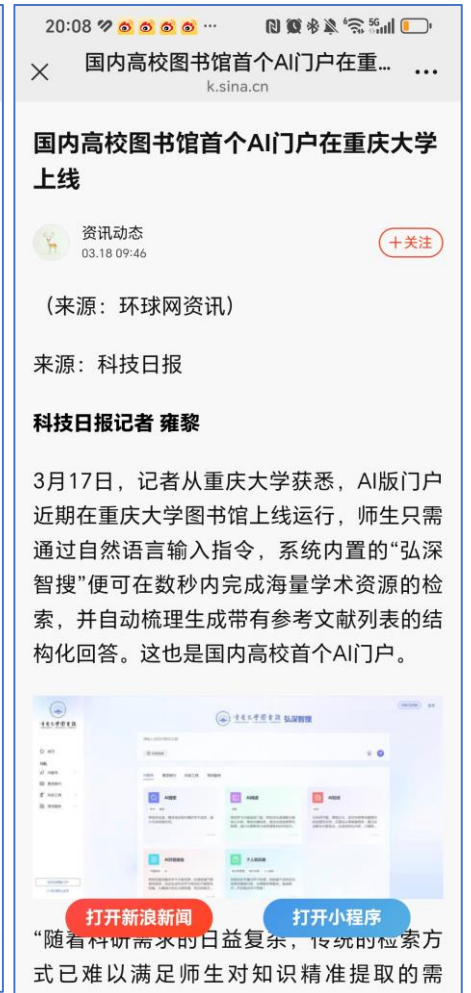 20:08
5G
国内高校图书馆首个AI门户在重...
k.sina.cn
国内高校图书馆首个AI门户在重庆大学
上线
资讯动态
03.18 09:46
+关注
（来源：环球网资讯）
来源：科技日报
科技日报记者 雍黎
3月17日，记者从重庆大学获悉，AI版门户
近期在重庆大学图书馆上线运行，师生只需
通过自然语言输入指令，系统内置的“弘深
智搜”便可在数秒内完成海量学术资源的检
索，并自动梳理生成带有参考文献列表的结
构化回答。这也是国内高校首个AI门户。
重庆大学图书馆 弘深智搜
打开新浪新闻
打开小程序
“随着科研需求的日益复杂，传统的检索方
式已难以满足师生对知识精准提取的需